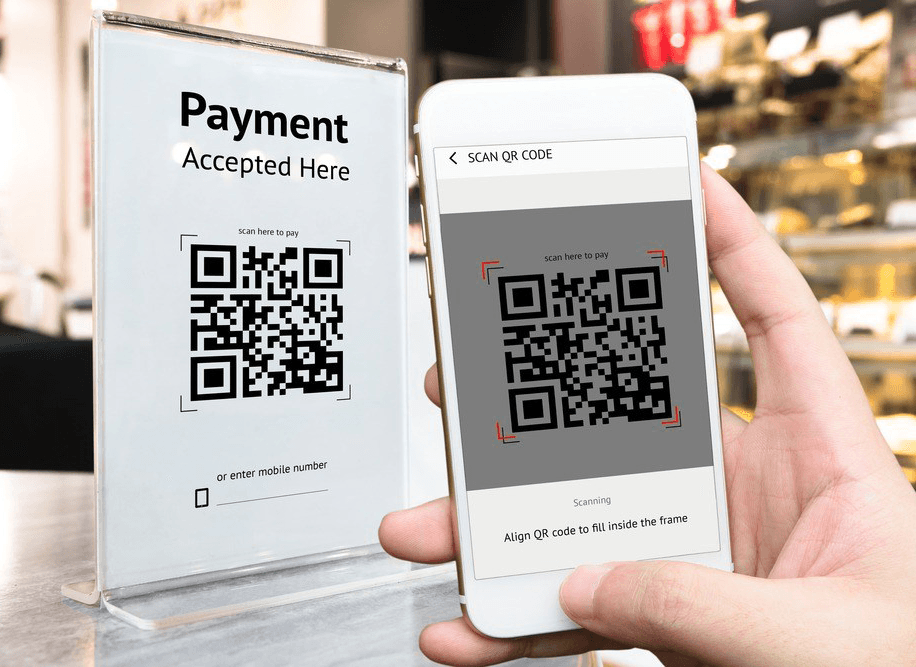 Payment
Accepted Here
scan here to pay
or enter mobile number
SCAN QR CODE
scan here to pay
Scanning
Align QR code to fill inside the frame